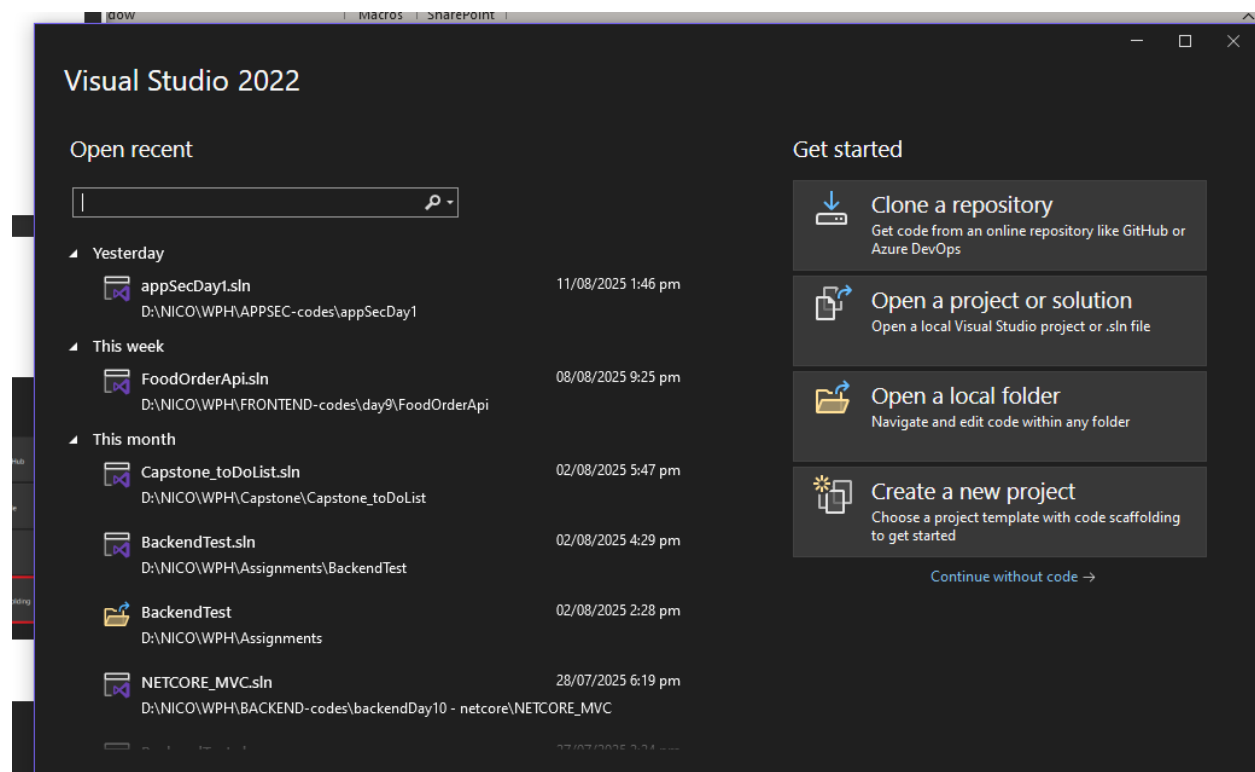 dow
Macros
SharePoint
Visual Studio 2022
Open recent
Yesterday
appSecDay1.sln 11/08/2025 1:46 pm
D:\NICO\WPH\APPSEC-codes\appSecDay1
This week
FoodOrderApi.sln 08/08/2025 9:25 pm
D:\NICO\WPH\FRONTEND-codes\day9\FoodOrderApi
This month
Capstone_toDoList.sln 02/08/2025 5:47 pm
D:\NICO\WPH\Capstone\Capstone_toDoList
BackendTest.sln 02/08/2025 4:29 pm
D:\NICO\WPH\Assignments\BackendTest
BackendTest 02/08/2025 2:28 pm
D:\NICO\WPH\Assignments
NETCORE_MVC.sln 28/07/2025 6:19 pm
D:\NICO\WPH\BACKEND-codes\backendDay10 - netcore\NETCORE_MVC
Get started
Clone a repository
Get code from an online repository like GitHub or
Azure DevOps
Open a project or solution
Open a local Visual Studio project or .sln file
Open a local folder
Navigate and edit code within any folder
Create a new project
Choose a project template with code scaffolding
to get started
Continue without code →